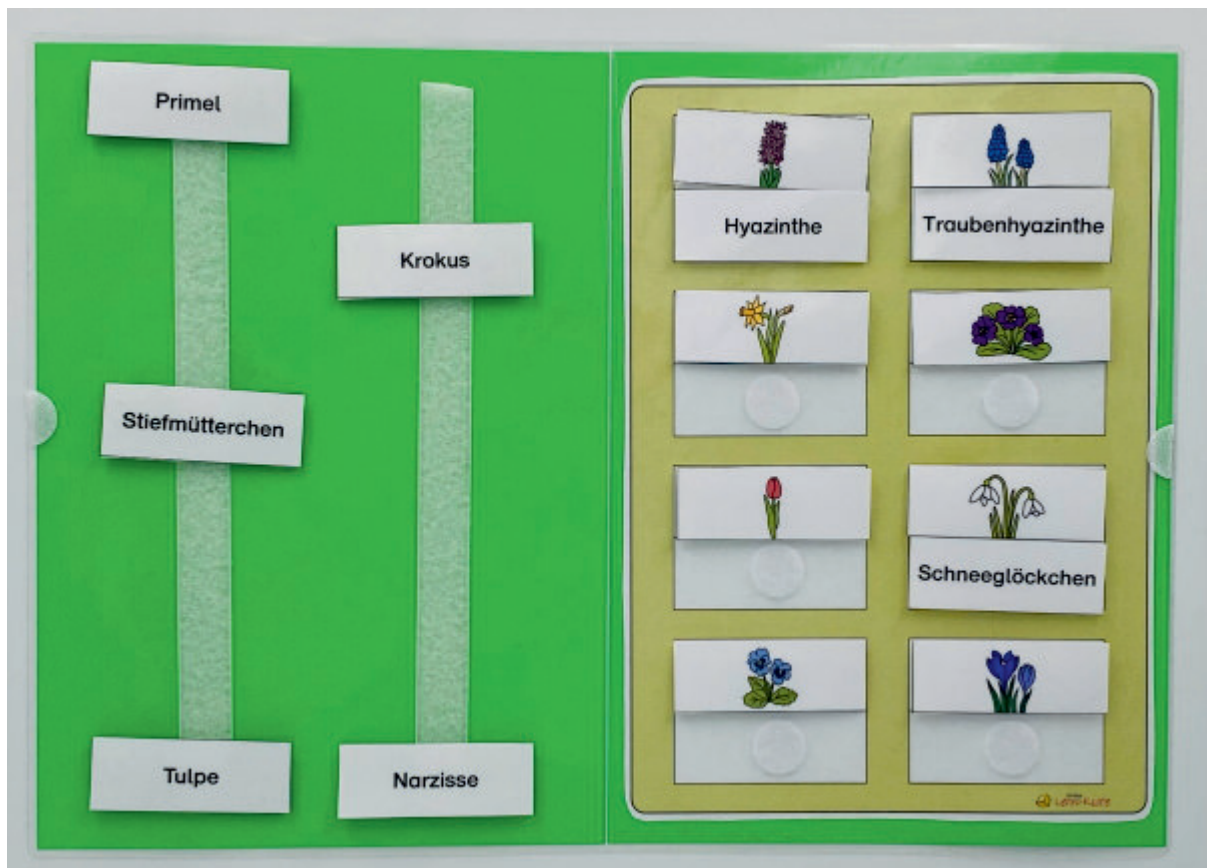 Primel
Krokus
Stiefmütterchen
Tulpe
Narzisse
Hyazinthe
Traubenhyazinthe
Schneeglöckchen